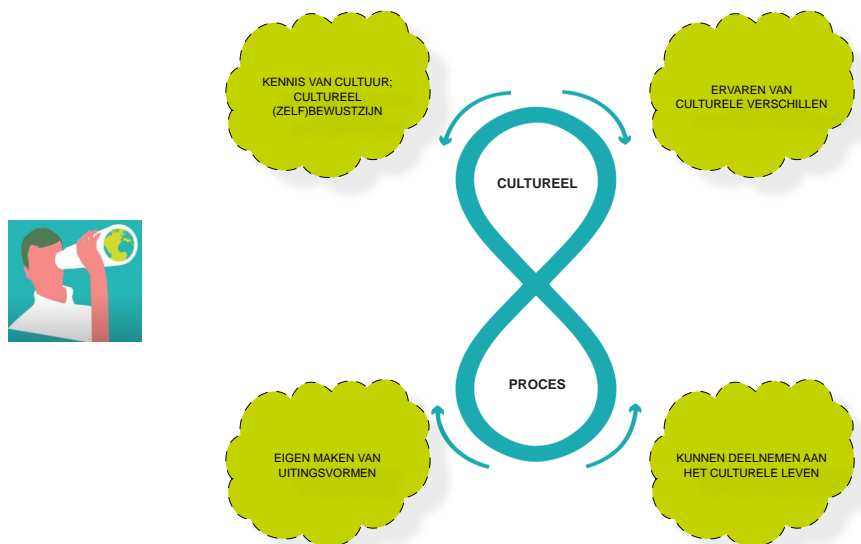 KENNIS VAN CULTUUR;
CULTUREEL
(ZELF)BEWUSTZIJN
ERVAREN VAN
CULTURELE VERSCHILLEN
CULTUREEL
PROCES
EIGEN MAKEN VAN
UITINGSVORMEN
KUNNEN DEELNEMEN AAN
HET CULTURELE LEVEN